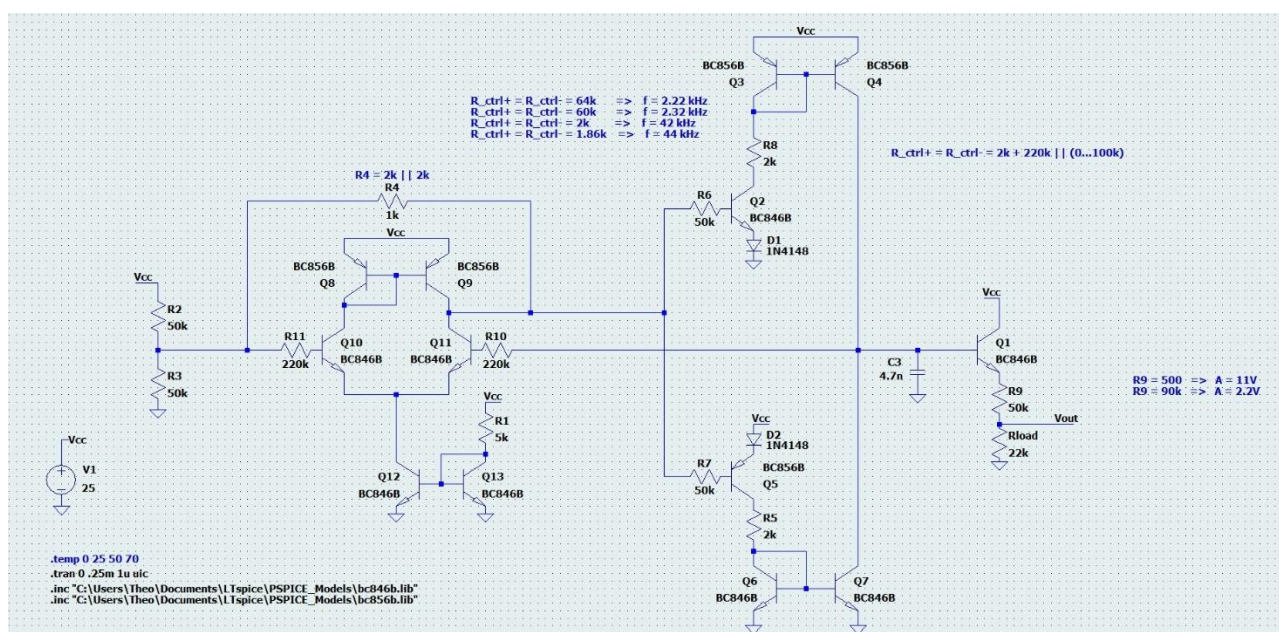 Vcc
BC856B
Q3
BC856B
Q4
R_ctrl+ = R_ctrl- = 64k => f = 2.22 kHz
R_ctrl+ = R_ctrl- = 60k => f = 2.32 kHz
R_ctrl+ = R_ctrl- = 2k => f = 42 kHz
R_ctrl+ = R_ctrl- = 1.86k => f = 44 kHz
R8
2k
R_ctrl+ = R_ctrl- = 2k + 220k || (0...100k)
R4 = 2k || 2k
R4
1k
R6
50k
Q2
BC846B
D1
1N4148
Vcc
BC856B
Q8
BC856B
Q9
Vcc
R2
50k
R11
220k
Q10
BC846B
Q11
BC846B
R10
220k
R3
50k
Vcc
Q1
BC846B
C3
4.7n
R9
50k
R9 = 500 => A = 11V
R9 = 90k => A = 2.2V
Vout
Rload
22k
Vcc
R1
5k
Vcc
D2
1N4148
R7
50k
BC856B
Q5
Vcc
V1
25
Q12
BC846B
Q13
BC846B
R5
2k
Q6
BC846B
Q7
BC846B
.temp 0 25 50 70
.tran 0 .25m 1u uic
.inc "C:\Users\Theo\Documents\LTspice\PSPICE_Models\bc846b.lib"
.inc "C:\Users\Theo\Documents\LTspice\PSPICE_Models\bc856b.lib"